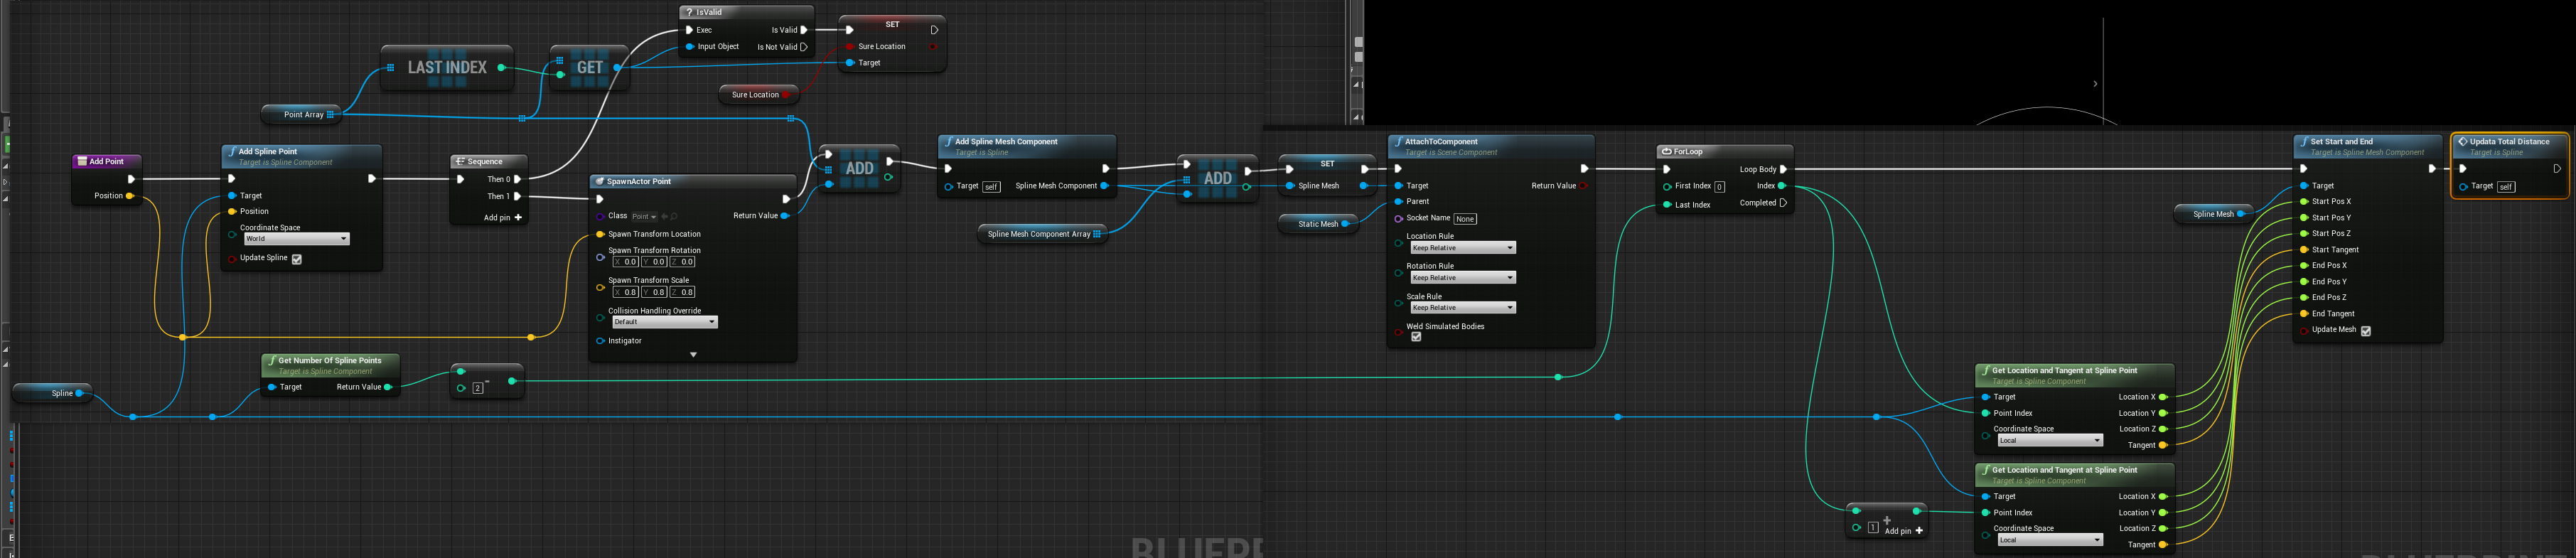 IsValid
Exec
Is Valid
Input Object
Is Not Valid
SET
Sure Location
Target
Sure Location
LAST INDEX
GET
Point Array
Add Point
Position
Add Spline Point
Target is Spline Component
Target
Position
Coordinate Space
World
Update Spline
Sequence
Then 0
Then 1
Add pin +
SpawnActor Point
Class
Point
Return Value
Spawn Transform Location
Spawn Transform Rotation
X 0.0 Y 0.0 Z 0.0
Spawn Transform Scale
X 0.8 Y 0.8 Z 0.8
Collision Handling Override
Default
Instigator
ADD
Add Spline Mesh Component
Target is Spline
Target self
Spline Mesh Component
Spline Mesh Component Array
ADD
SET
Spline Mesh
Static Mesh
AttachToComponent
Target is Scene Component
Target
Return Value
Parent
Socket Name None
Location Rule
Keep Relative
Rotation Rule
Keep Relative
Scale Rule
Keep Relative
Weld Simulated Bodies
ForLoop
Loop Body
First Index 0
Index
Last Index
Completed
Spline Mesh
Set Start and End
Target is Spline Mesh Component
Target
Start Pos X
Start Pos Y
Start Pos Z
Start Tangent
End Pos X
End Pos Y
End Pos Z
End Tangent
Update Mesh
Updata Total Distance
Target is Spline
Target self
Spline
Get Number Of Spline Points
Target is Spline Component
Target
Return Value
-
2
Get Location and Tangent at Spline Point
Target is Spline Component
Target
Location X
Point Index
Location Y
Coordinate Space
Location Z
Local
Tangent
Get Location and Tangent at Spline Point
Target is Spline Component
Target
Location X
Point Index
Location Y
Coordinate Space
Location Z
Local
Tangent
+
1
Add pin +